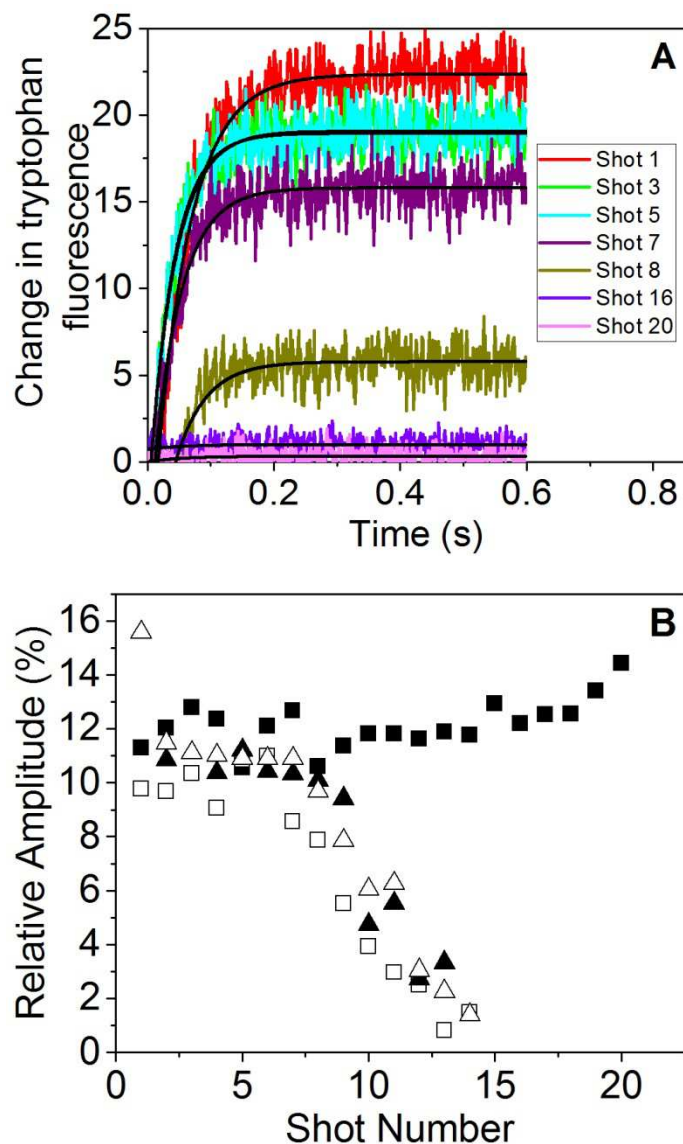 A
25
20
15
10
5
0
Change in tryptophan
fluorescence
Shot 1
Shot 3
Shot 5
Shot 7
Shot 8
Shot 16
Shot 20
0.0 0.2 0.4 0.6 0.8
Time (s)
B
16
14
12
10
8
6
4
2
0
Relative Amplitude (%)
0 5 10 15 20
Shot Number